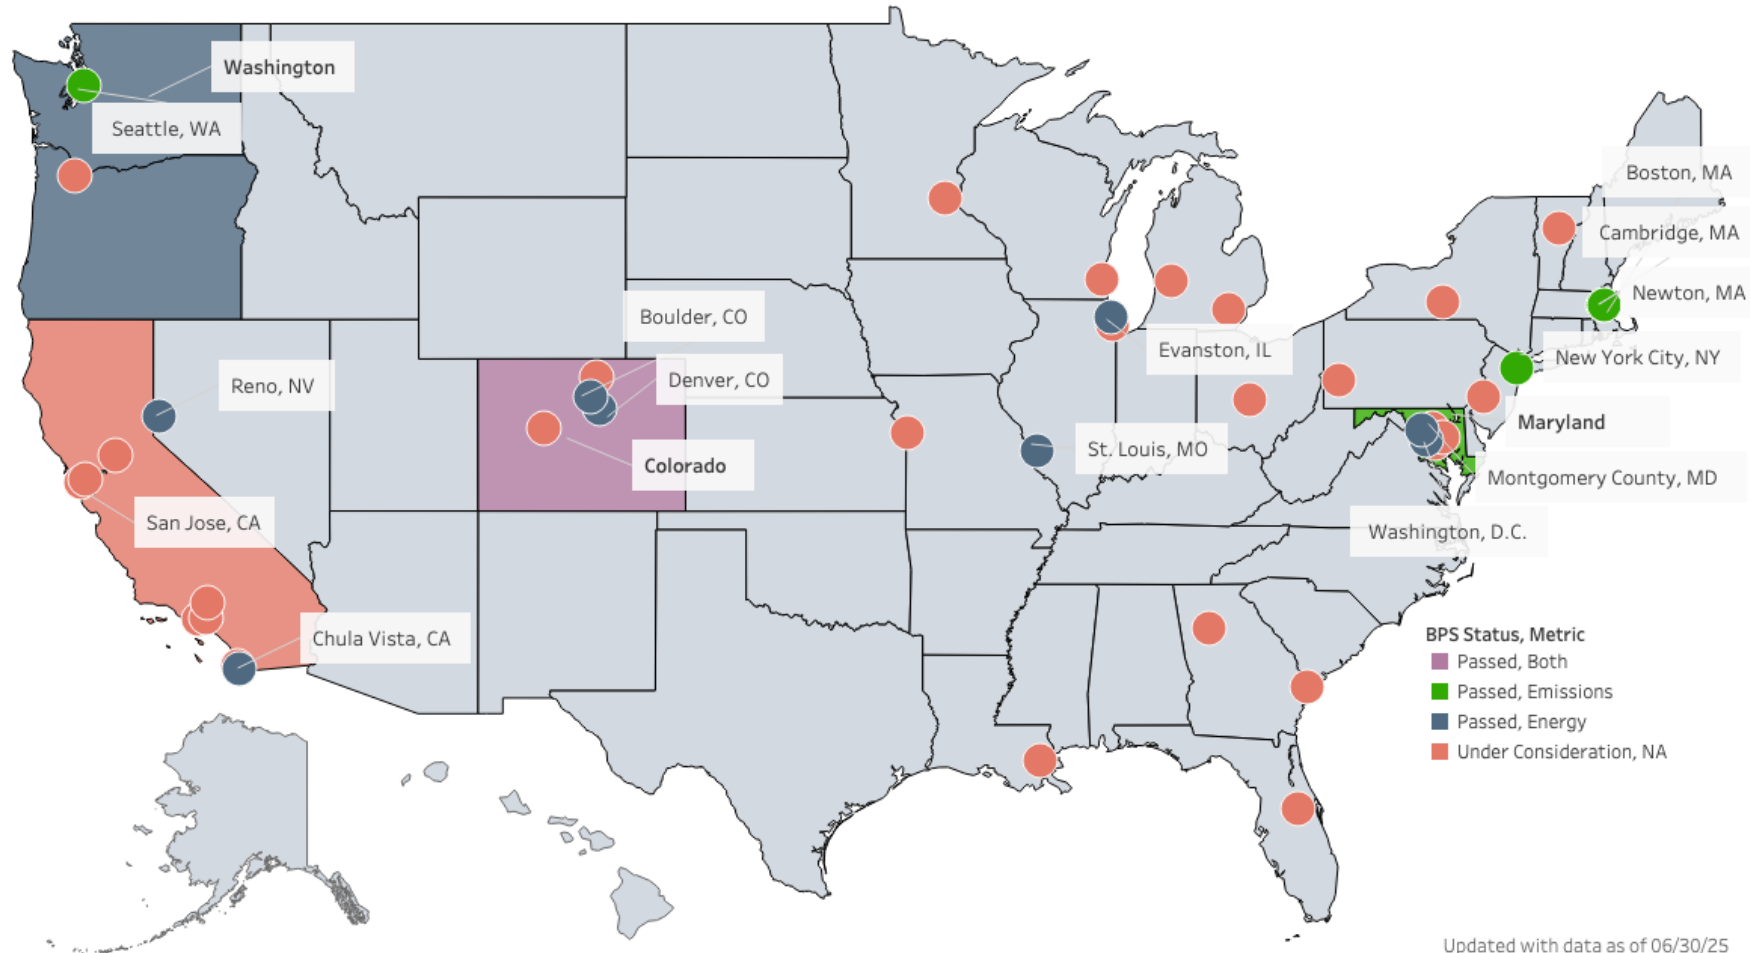 Washington
Seattle, WA
Boston, MA
Cambridge, MA
Newton, MA
Boulder, CO
Evanston, IL
New York City, NY
Reno, NV
Denver, CO
Maryland
St. Louis, MO
Colorado
Montgomery County, MD
San Jose, CA
Washington, D.C.
Chula Vista, CA
BPS Status, Metric
Passed, Both
Passed, Emissions
Passed, Energy
Under Consideration, NA
Updated with data as of 06/30/25